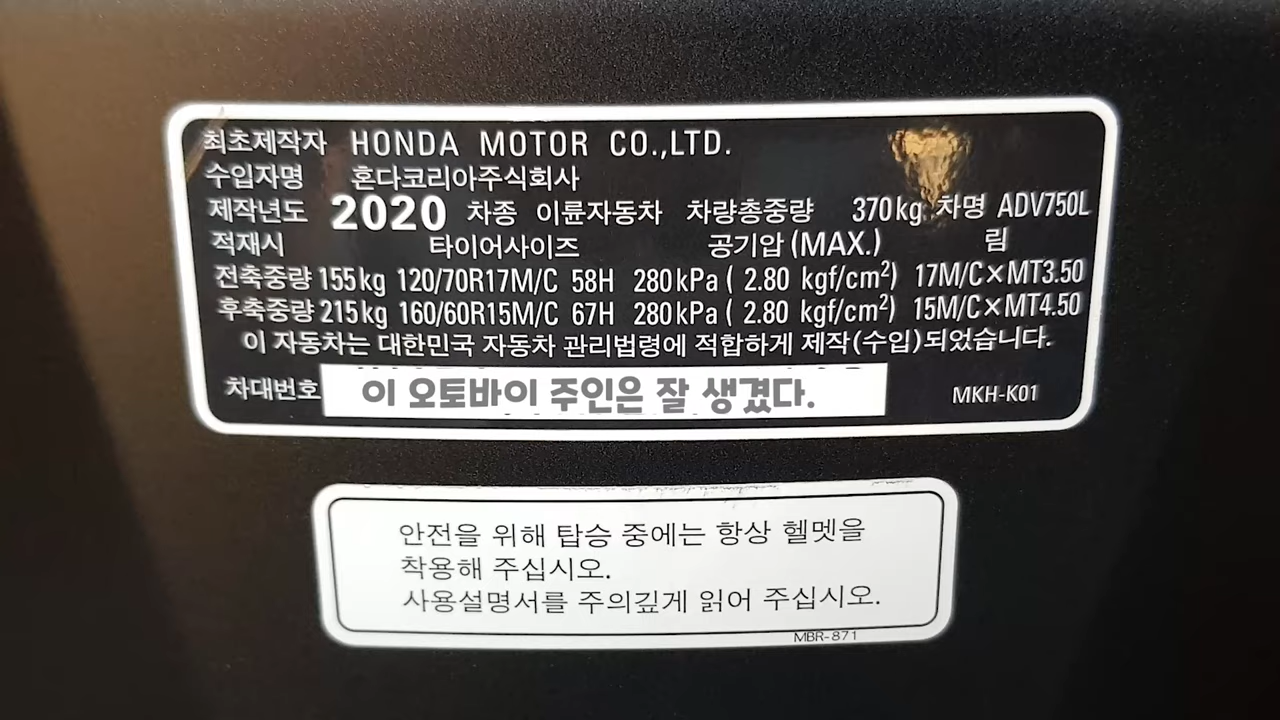 최초제작자 HONDA MOTOR CO.,LTD.
수입자명 혼다코리아주식회사
제작년도 2020 차종 이륜자동차 차량총중량 370kg 차명 ADV750L
적재시 타이어사이즈 공기압(MAX.) 림
전축중량 155kg 120/70R17M/C 58H 280kPa ( 2.80 kgf/cm²) 17M/C×MT3.50
후축중량 215kg 160/60R15M/C 67H 280kPa ( 2.80 kgf/cm²) 15M/C×MT4.50
이 자동차는 대한민국 자동차 관리법령에 적합하게 제작(수입)되었습니다.
차대번호 이 오토바이 주인은 잘 생겼다. MKH-K01
안전을 위해 탑승 중에는 항상 헬멧을
착용해 주십시오.
사용설명서를 주의깊게 읽어 주십시오.
MBR-871